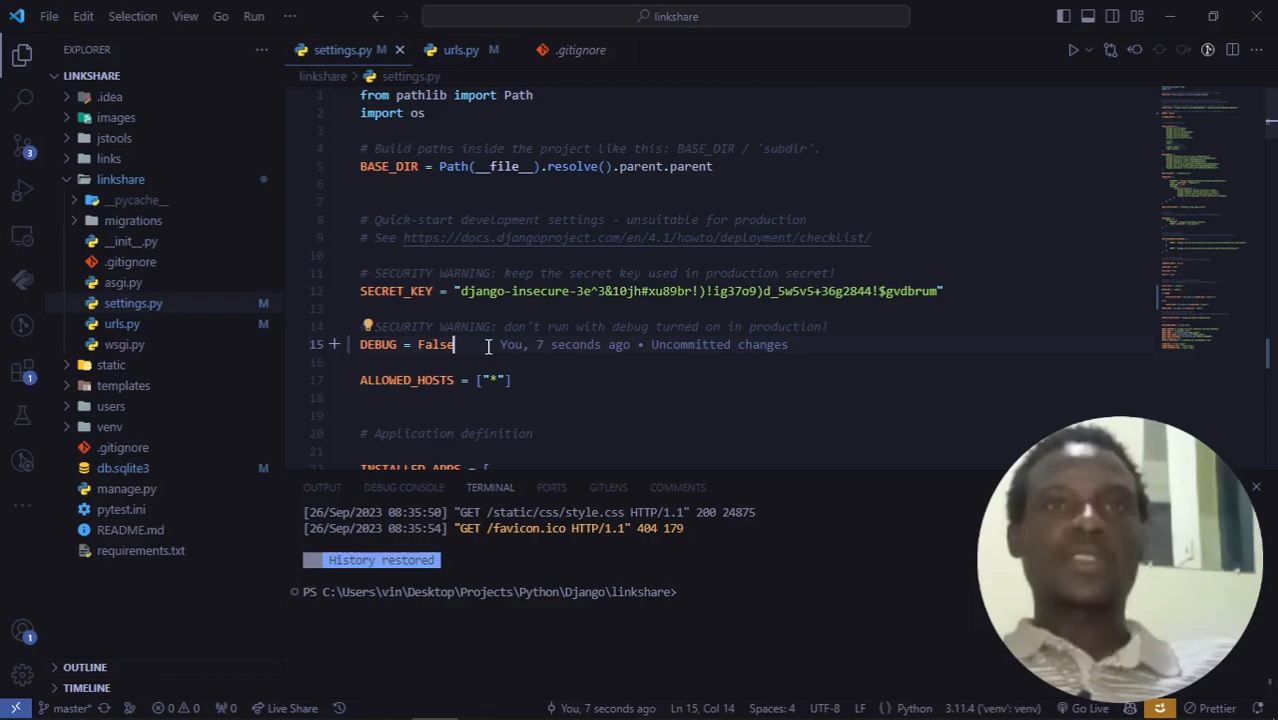 File Edit Selection View Go Run ··· linkshare
EXPLORER ···
settings.py M urls.py M .gitignore
linkshare > settings.py
LINKSHARE
.idea
images
jstools
links
linkshare
__pycache__
migrations
__init__.py
.gitignore
asgi.py
settings.py M
urls.py M
wsgi.py
static
templates
users
venv
.gitignore
db.sqlite3 M
manage.py
pytest.ini
README.md
requirements.txt
OUTLINE
TIMELINE
3
1
1
1 from pathlib import Path
2 import os
3
4 # Build paths inside the project like this: BASE_DIR / 'subdir'.
5 BASE_DIR = Path(__file__).resolve().parent.parent
6
7
8 # Quick-start development settings - unsuitable for production
9 # See https://docs.djangoproject.com/en/4.1/howto/deployment/checklist/
10
11 # SECURITY WARNING: keep the secret key used in production secret!
12 SECRET_KEY = "django-insecure-3e^3&10jh#xu89br!)!ig37o9)d_5w5v5+36g2844!$gvdbrum"
13
14 SECURITY WARNING: don't run with debug turned on in production!
15 DEBUG = False You, 7 seconds ago • Uncommitted changes
16
17 ALLOWED_HOSTS = ["*"]
18
19
20 # Application definition
21
22 INSTALLED_APPS = [
OUTPUT DEBUG CONSOLE TERMINAL PORTS GITLENS COMMENTS
[26/Sep/2023 08:35:50] "GET /static/css/style.css HTTP/1.1" 200 24875
[26/Sep/2023 08:35:54] "GET /favicon.ico HTTP/1.1" 404 179
History restored
PS C:\Users\vin\Desktop\Projects\Python\Django\linkshare>
master* 0 0 0 Live Share You, 7 seconds ago Ln 15, Col 14 Spaces: 4 UTF-8 LF Python 3.11.4 ('venv': venv) Go Live Prettier